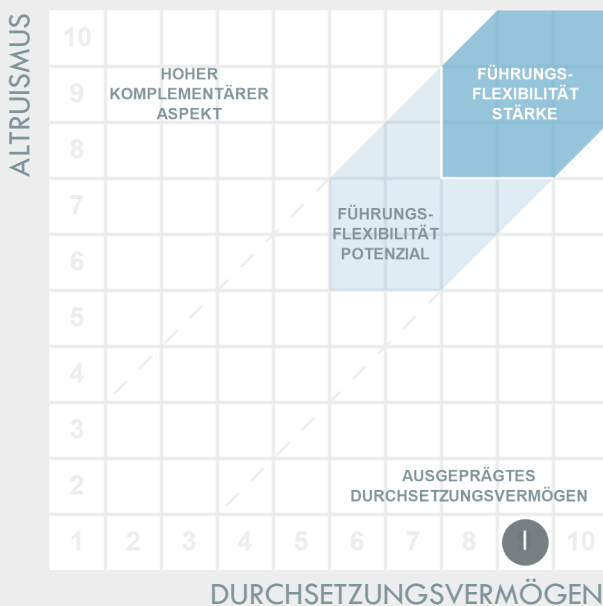 ALTRUISMUS
10
HOHER
KOMPLEMENTÄRER
ASPEKT
FÜHRUNGS-
FLEXIBILITÄT
STÄRKE
9
8
7
FÜHRUNGS-
FLEXIBILITÄT
POTENZIAL
6
5
4
3
2
AUSGEPRÄGTES
DURCHSETZUNGSVERMÖGEN
1 2 3 4 5 6 7 8 I 10
DURCHSETZUNGSVERMÖGEN